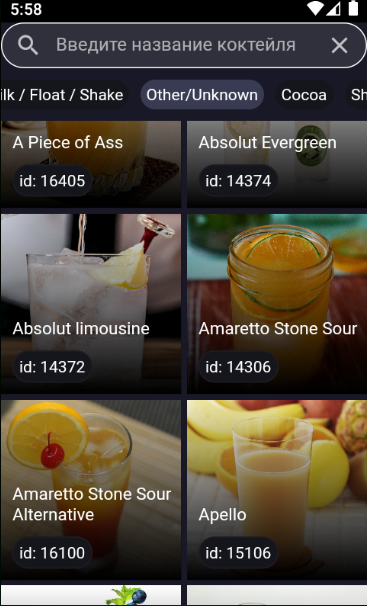 5:58
Введите название коктейля
ilk / Float / Shake Other/Unknown Cocoa Sh
A Piece of Ass Absolut Evergreen
id: 16405 id: 14374
Absolut limousine Amaretto Stone Sour
id: 14372 id: 14306
Amaretto Stone Sour
Alternative Apello
id: 16100 id: 15106